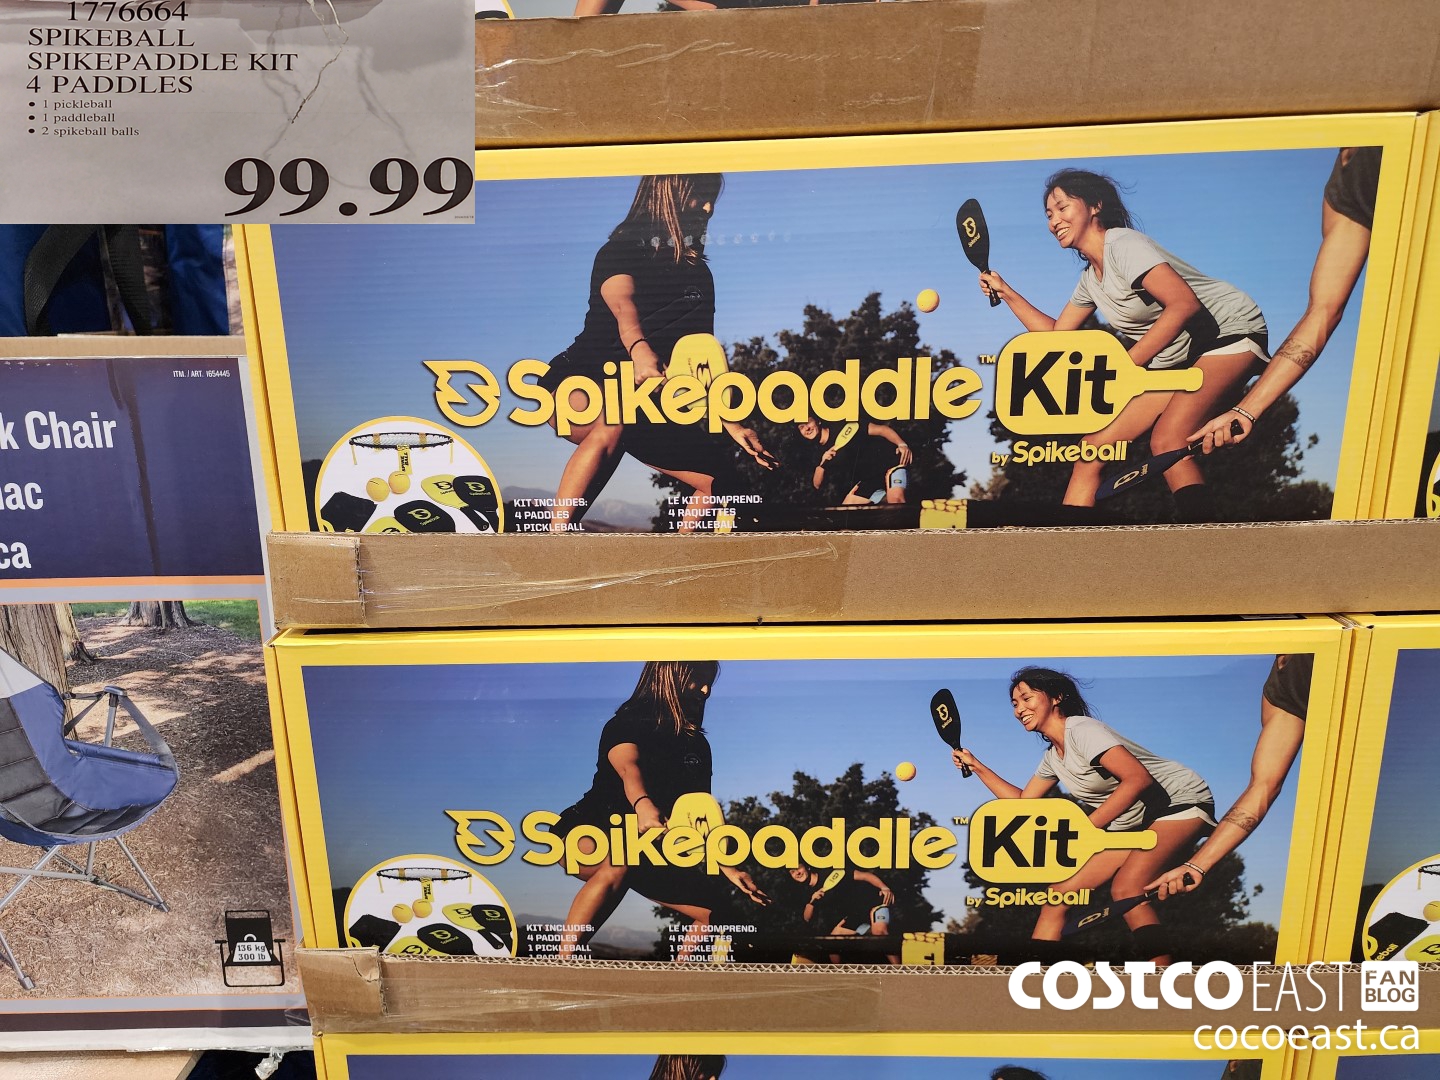 1776664
SPIKEBALL
SPIKEPADDLE KIT
4 PADDLES
• 1 pickleball
• 1 paddleball
• 2 spikeball balls
99.99
ITM. / ART. 1654445
k Chair
ac
ca
136 kg
300 lb
Spikepaddle™ Kit
by Spikeball™
KIT INCLUDES:
4 PADDLES
1 PICKLEBALL
LE KIT COMPREND:
4 RAQUETTES
1 PICKLEBALL
Spikepaddle™ Kit
by Spikeball™
KIT INCLUDES:
4 PADDLES
1 PICKLEBALL
1 PADDLEBALL
LE KIT COMPREND:
4 RAQUETTES
1 PICKLEBALL
1 PADDLEBALL
COSTCO EAST FAN BLOG
cocoeast.ca